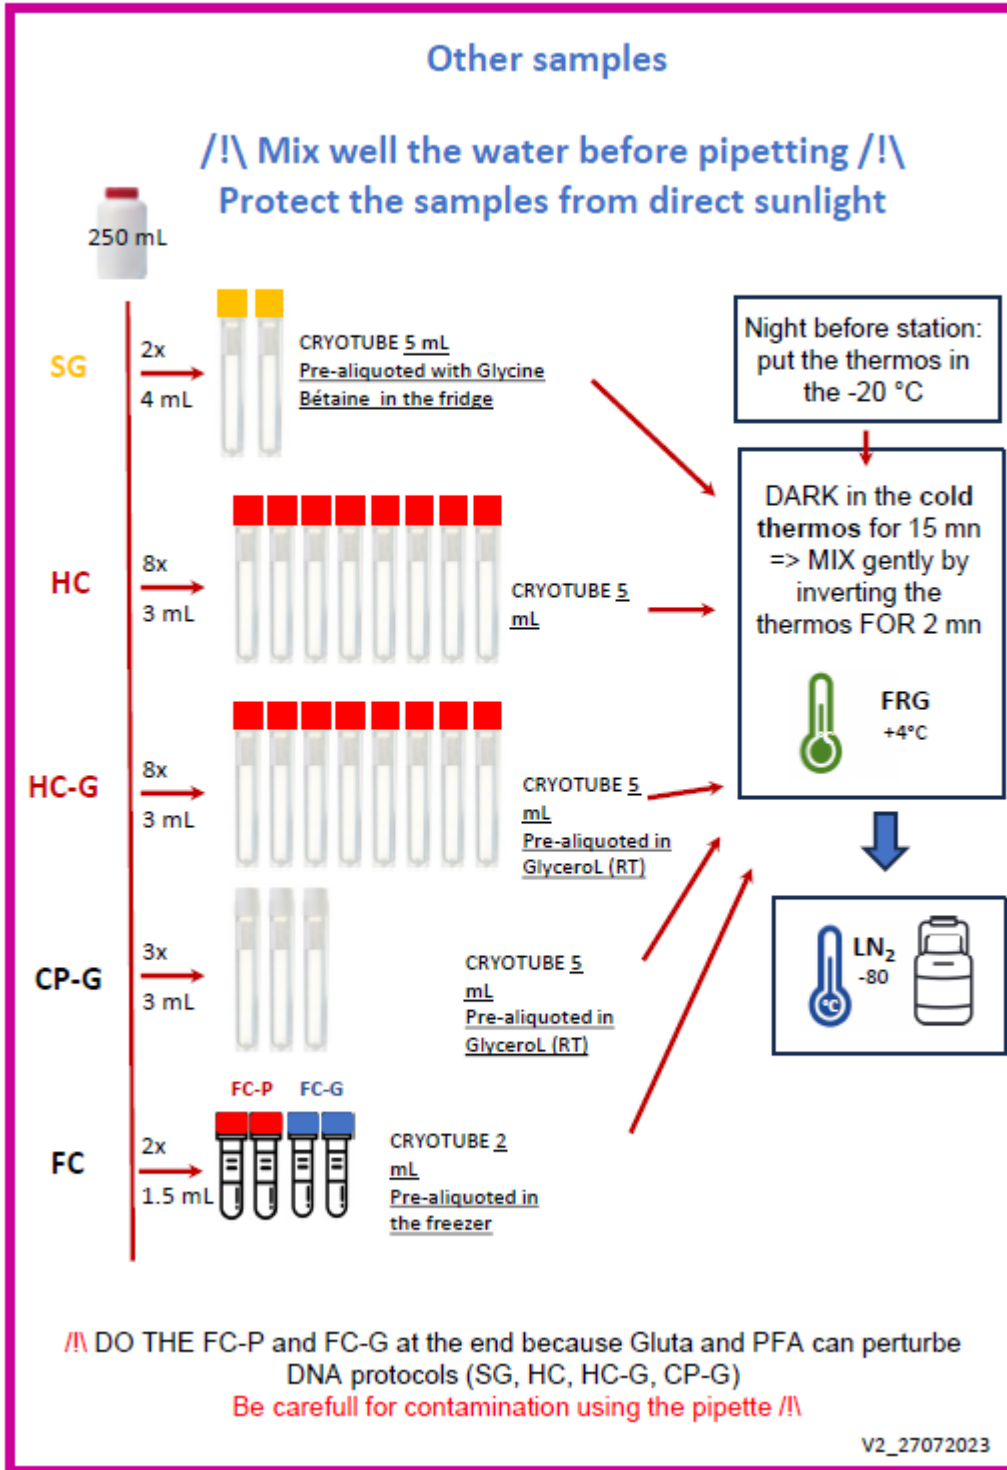 Other samples
/!\ Mix well the water before pipetting /!\
Protect the samples from direct sunlight
250 mL
SG
2x
4 mL
CRYOTUBE 5 mL
Pre-aliquoted with Glycine
Bétaine in the fridge
Night before station:
put the thermos in
the -20 °C
HC
8x
3 mL
CRYOTUBE 5
mL
DARK in the cold
thermos for 15 mn
=> MIX gently by
inverting the
thermos FOR 2 mn
FRG
+4°C
HC-G
8x
3 mL
CRYOTUBE 5
mL
Pre-aliquoted in
GlyceroL (RT)
CP-G
3x
3 mL
CRYOTUBE 5
mL
Pre-aliquoted in
GlyceroL (RT)
°C
LN2
-80
FC
2x
1.5 mL
FC-P FC-G
CRYOTUBE 2
mL
Pre-aliquoted in
the freezer
/!\ DO THE FC-P and FC-G at the end because Gluta and PFA can perturbe
DNA protocols (SG, HC, HC-G, CP-G)
Be carefull for contamination using the pipette /!\
V2_27072023